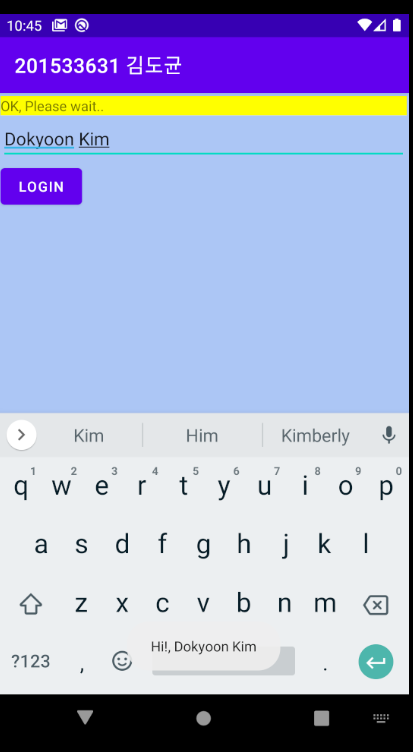 10:45
201533631 김도균
OK, Please wait..
Dokyoon Kim
LOGIN
Kim Him Kimberly
q1 w2 e3 r4 t5 y6 u7 i8 o9 p0
a s d f g h j k l
z x c v b n m
?123 , .
Hi!, Dokyoon Kim